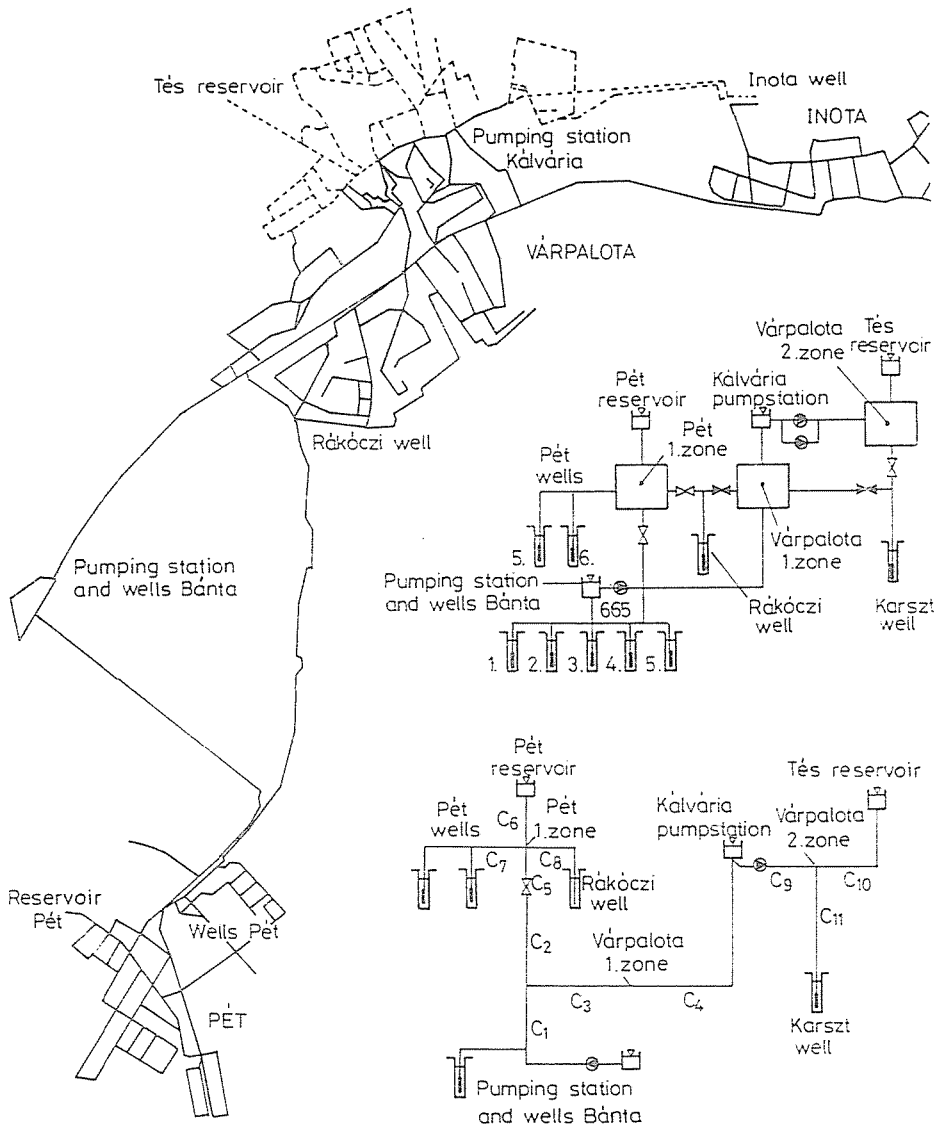 Tés reservoir
Inota well
INOTA
Pumping station
Kálvária
VÁRPALOTA
Rákóczi well
Pumping station
and wells Bánta
Reservoir
Pét
Wells Pét
PÉT
Várpalota
2.zone
Tés
reservoir
Kálvária
pumpstation
Pét
reservoir
Pét
1.zone
Pét
wells
5.
6.
Várpalota
1.zone
Pumping station
and wells Bánta
665
Rákóczi
well
Karszt
well
1.
2.
3.
4.
5.
Pét
reservoir
Tés reservoir
Kálvária
pumpstation
Várpalota
2.zone
Pét
wells
C6
Pét
1.zone
C7
C8
C5
Rákóczi
well
C9
C10
C11
C2
Várpalota
1.zone
C3
C4
C1
Karszt
well
Pumping station
and wells Bánta